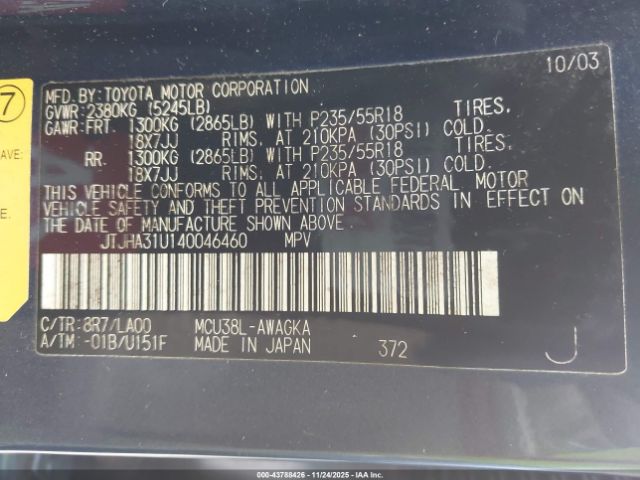 7
AVE:
E.
10/03
MFD. BY: TOYOTA MOTOR CORPORATION
GVWR: 2380KG (5245LB)
GAWR: FRT. 1300KG (2865LB) WITH P235/55R18 TIRES,
18X7JJ RIMS, AT 210KPA (30PSI) COLD.
RR. 1300KG (2865LB) WITH P235/55R18 TIRES,
18X7JJ RIMS, AT 210KPA (30PSI) COLD.
THIS VEHICLE CONFORMS TO ALL APPLICABLE FEDERAL MOTOR
VEHICLE SAFETY AND THEFT PREVENTION STANDARDS IN EFFECT ON
THE DATE OF MANUFACTURE SHOWN ABOVE.
JTJHA31U140046460 MPV
C/TR: 8R7/LA00 MCU38L-AWAGKA
A/TM: -01B/U151F MADE IN JAPAN 372 J
000-43788426 - 11/24/2025 - IAAI.COM